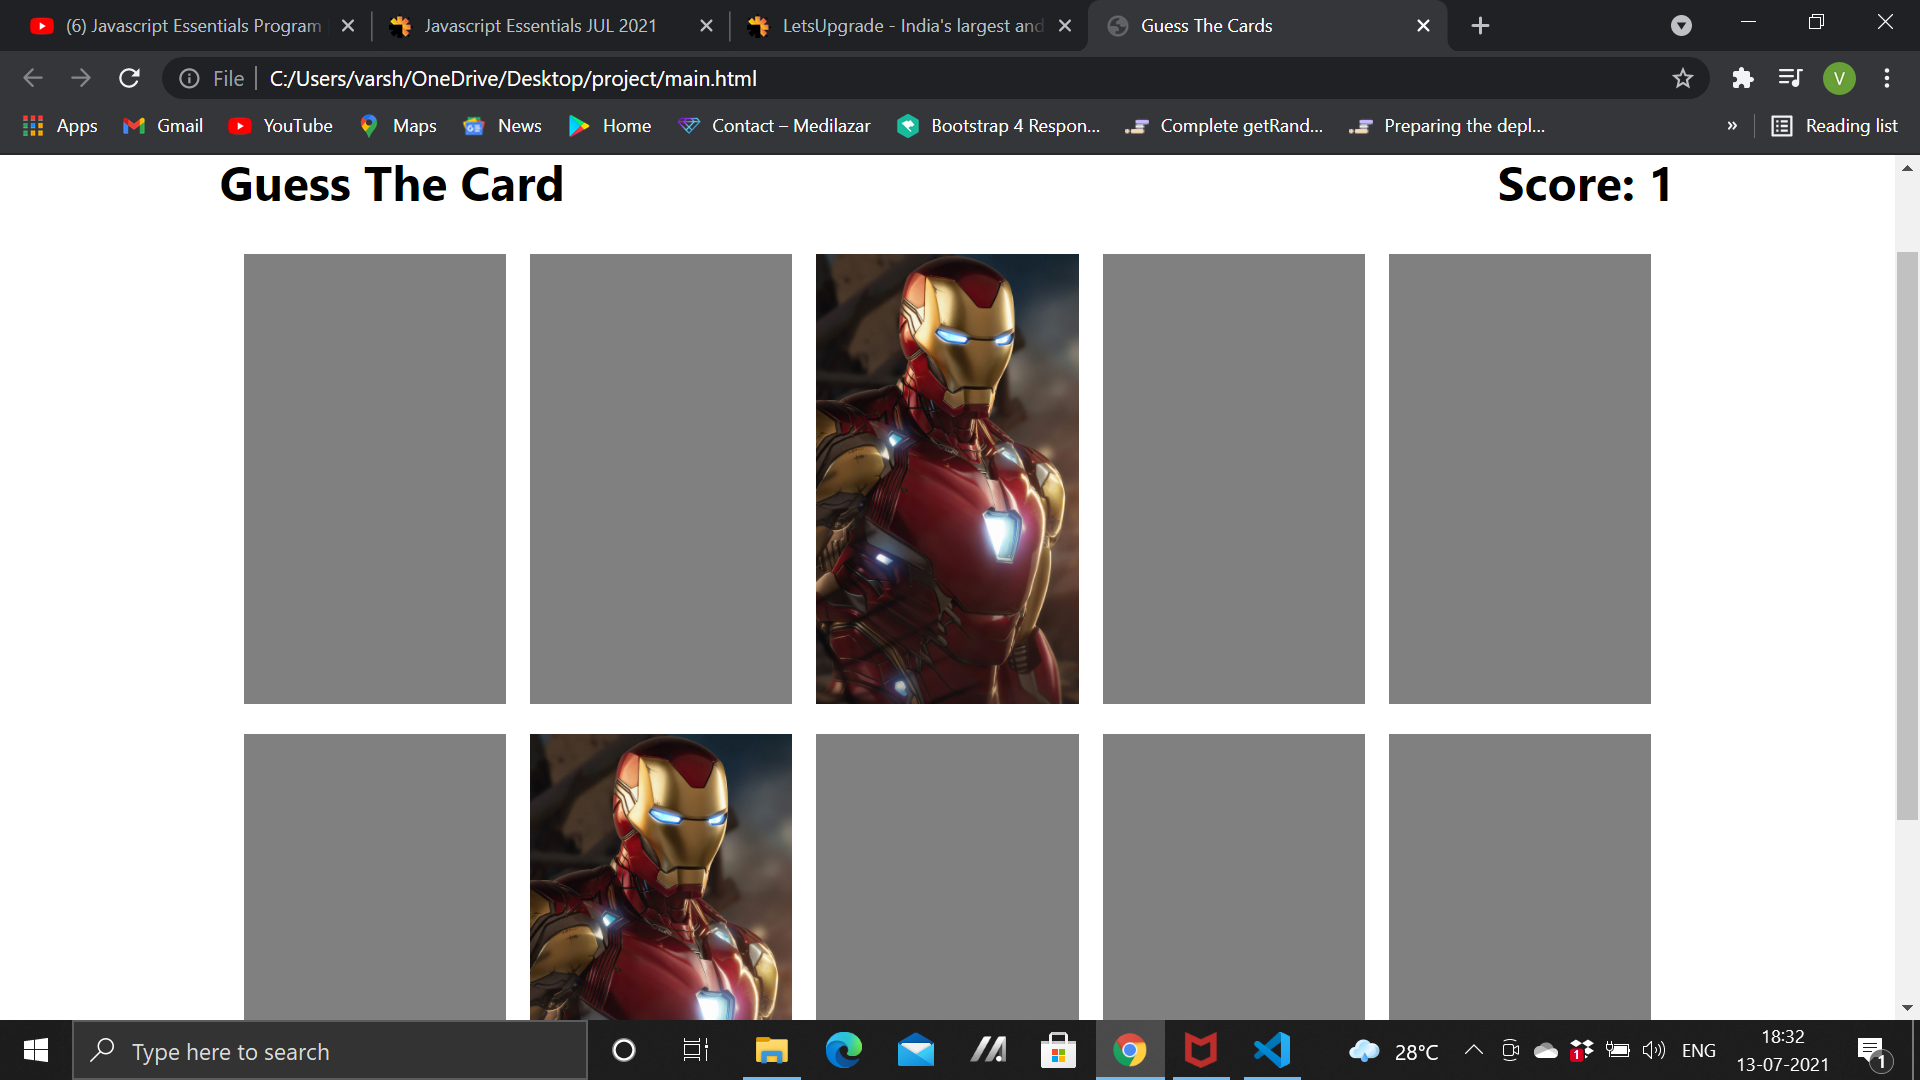 (6) Javascript Essentials Program
Javascript Essentials JUL 2021
LetsUpgrade - India's largest and
Guess The Cards
File
C:/Users/varsh/OneDrive/Desktop/project/main.html
V
Apps
Gmail
YouTube
Maps
News
Home
Contact – Medilazar
Bootstrap 4 Respon...
Complete getRand...
Preparing the depl...
»
Reading list
Guess The Card
Score: 1
Type here to search
28°C
1
ENG
18:32
13-07-2021
1